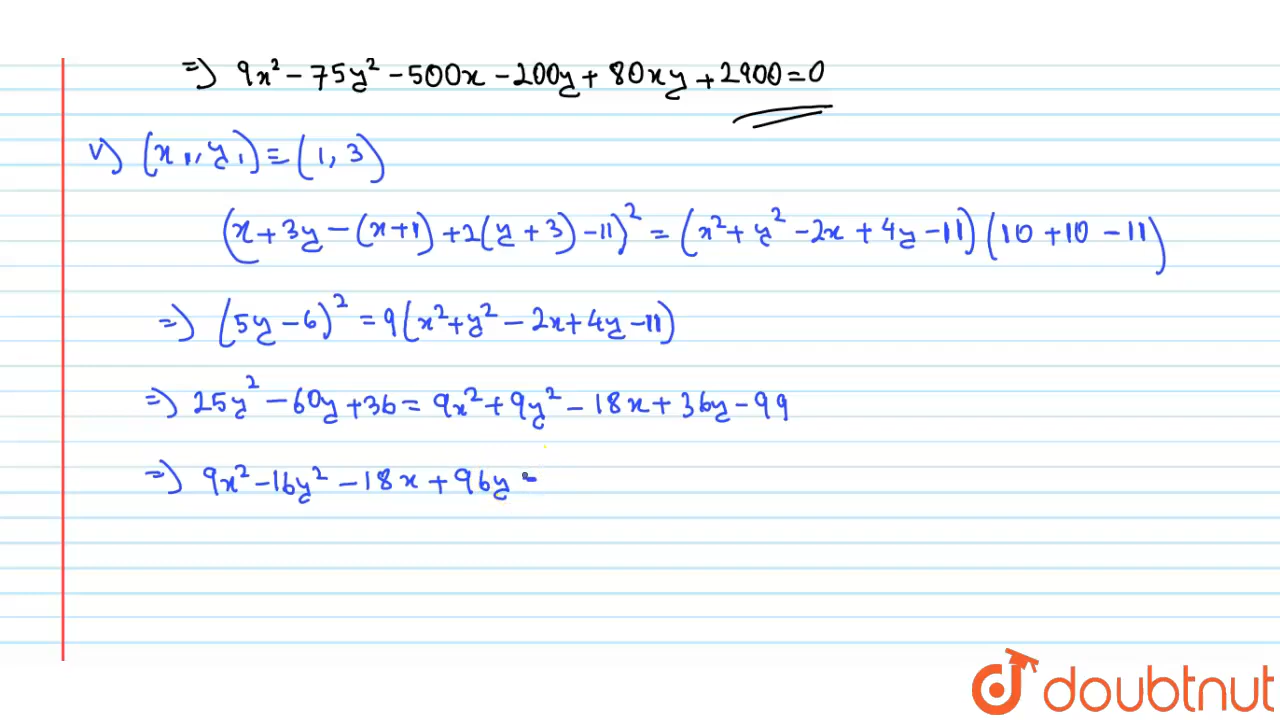 =) 9x² - 75y² - 500x - 200y + 80xy + 2900 = 0
v) (x₁, y₁) ≡ (1, 3)
(x + 3y - (x+1) + 2(y+3) - 11)² = (x² + y² - 2x + 4y - 11) (10 + 10 - 11)
=) (5y - 6)² = 9(x² + y² - 2x + 4y - 11)
=) 25y² - 60y + 36 = 9x² + 9y² - 18x + 36y - 99
=) 9x² - 16y² - 18x + 96y -
doubtnut